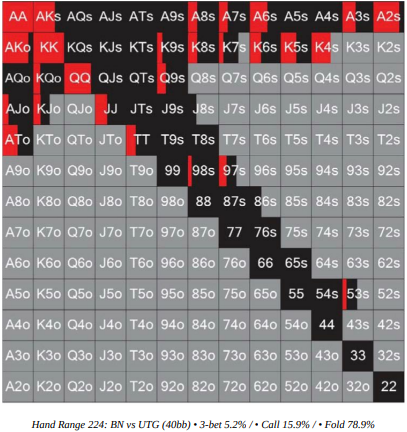 AA AKs AQs AJs ATs A9s A8s A7s A6s A5s A4s A3s A2s
AKo KK KQs KJs KTs K9s K8s K7s K6s K5s K4s K3s K2s
AQo KQo QQ QJs QTs Q9s Q8s Q7s Q6s Q5s Q4s Q3s Q2s
AJo KJo QJo JJ JTs J9s J8s J7s J6s J5s J4s J3s J2s
ATo KTo QTo JTo TT T9s T8s T7s T6s T5s T4s T3s T2s
A9o K9o Q9o J9o T9o 99 98s 97s 96s 95s 94s 93s 92s
A8o K8o Q8o J8o T8o 98o 88 87s 86s 85s 84s 83s 82s
A7o K7o Q7o J7o T7o 97o 87o 77 76s 75s 74s 73s 72s
A6o K6o Q6o J6o T6o 96o 86o 76o 66 65s 64s 63s 62s
A5o K5o Q5o J5o T5o 95o 85o 75o 65o 55 54s 53s 52s
A4o K4o Q4o J4o T4o 94o 84o 74o 64o 54o 44 43s 42s
A3o K3o Q3o J3o T3o 93o 83o 73o 63o 53o 43o 33 32s
A2o K2o Q2o J2o T2o 92o 82o 72o 62o 52o 42o 32o 22
Hand Range 224: BN vs UTG (40bb) • 3-bet 5.2% / • Call 15.9% / • Fold 78.9%